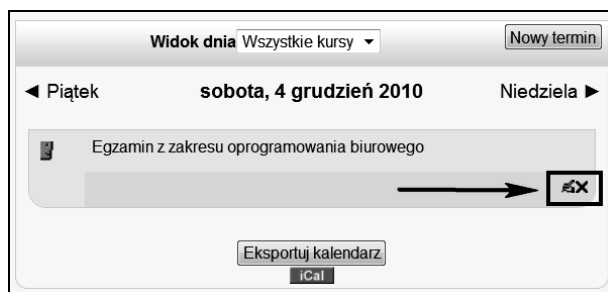 Widok dnia Wszystkie kursy
Nowy termin
◄ Piątek sobota, 4 grudzień 2010 Niedziela ►
Egzamin z zakresu oprogramowania biurowego
Eksportuj kalendarz
iCal